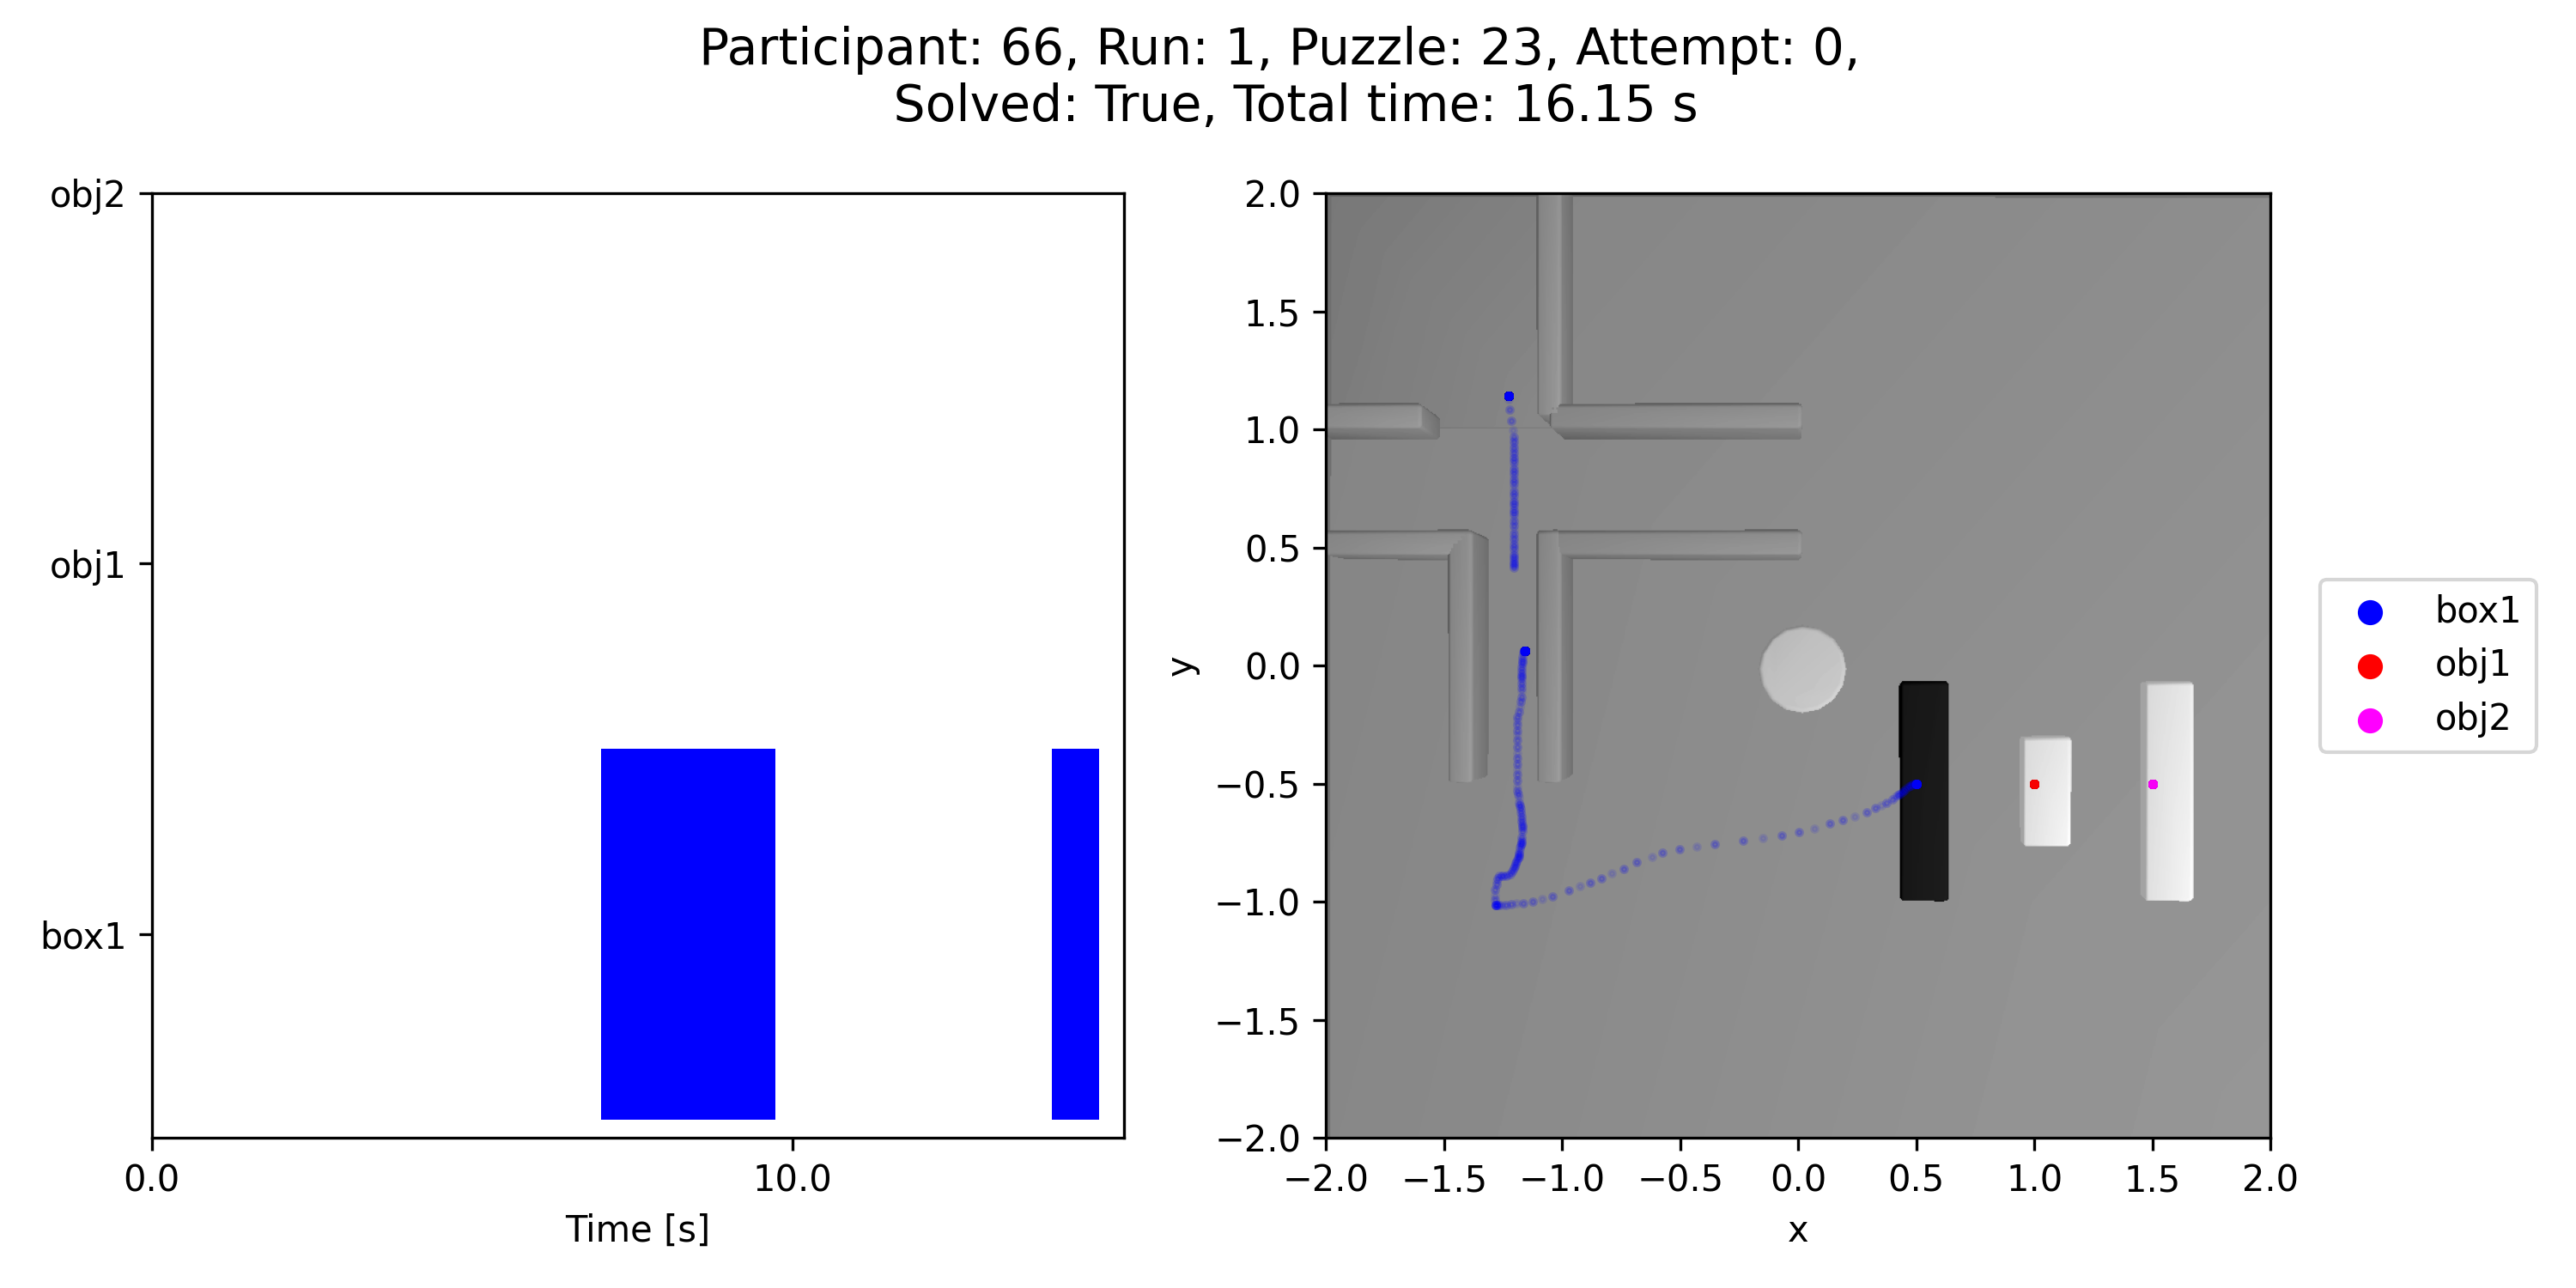 Participant: 66, Run: 1, Puzzle: 23, Attempt: 0,
Solved: True, Total time: 16.15 s
obj2
obj1
box1
0.0
10.0
Time [s]
2.0
1.5
1.0
0.5
0.0
−0.5
−1.0
−1.5
−2.0
y
−2.0 −1.5 −1.0 −0.5 0.0 0.5 1.0 1.5 2.0
x
box1
obj1
obj2